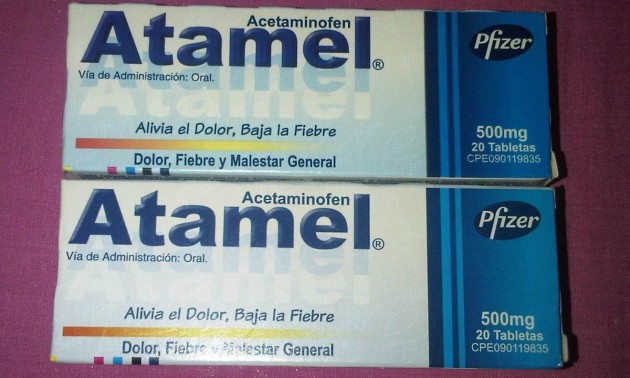 Acetaminofen
Atamel®
Vía de Administración: Oral.
Alivia el Dolor, Baja la Fiebre
Dolor, Fiebre y Malestar General
Pfizer
500mg
20 Tabletas
CPE090119835
Acetaminofen
Atamel®
Vía de Administración: Oral.
Alivia el Dolor, Baja la Fiebre
Dolor, Fiebre y Malestar General
Pfizer
500mg
20 Tabletas
CPE090119835